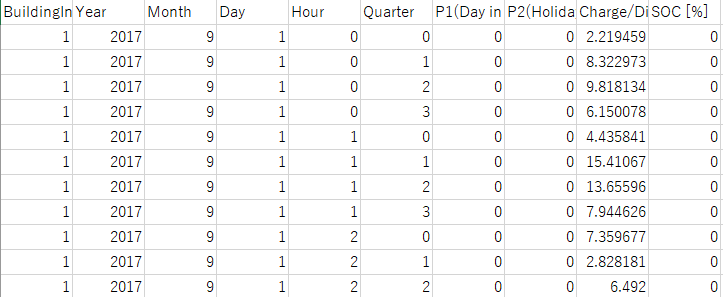 BuildingIn Year Month Day Hour Quarter P1(Day in P2(Holida Charge/Di SOC [%]
1 2017 9 1 0 0 0 0 2.219459 0
1 2017 9 1 0 1 0 0 8.322973 0
1 2017 9 1 0 2 0 0 9.818134 0
1 2017 9 1 0 3 0 0 6.150078 0
1 2017 9 1 1 0 0 0 4.435841 0
1 2017 9 1 1 1 0 0 15.41067 0
1 2017 9 1 1 2 0 0 13.65596 0
1 2017 9 1 1 3 0 0 7.944626 0
1 2017 9 1 2 0 0 0 7.359677 0
1 2017 9 1 2 1 0 0 2.828181 0
1 2017 9 1 2 2 0 0 6.492 0